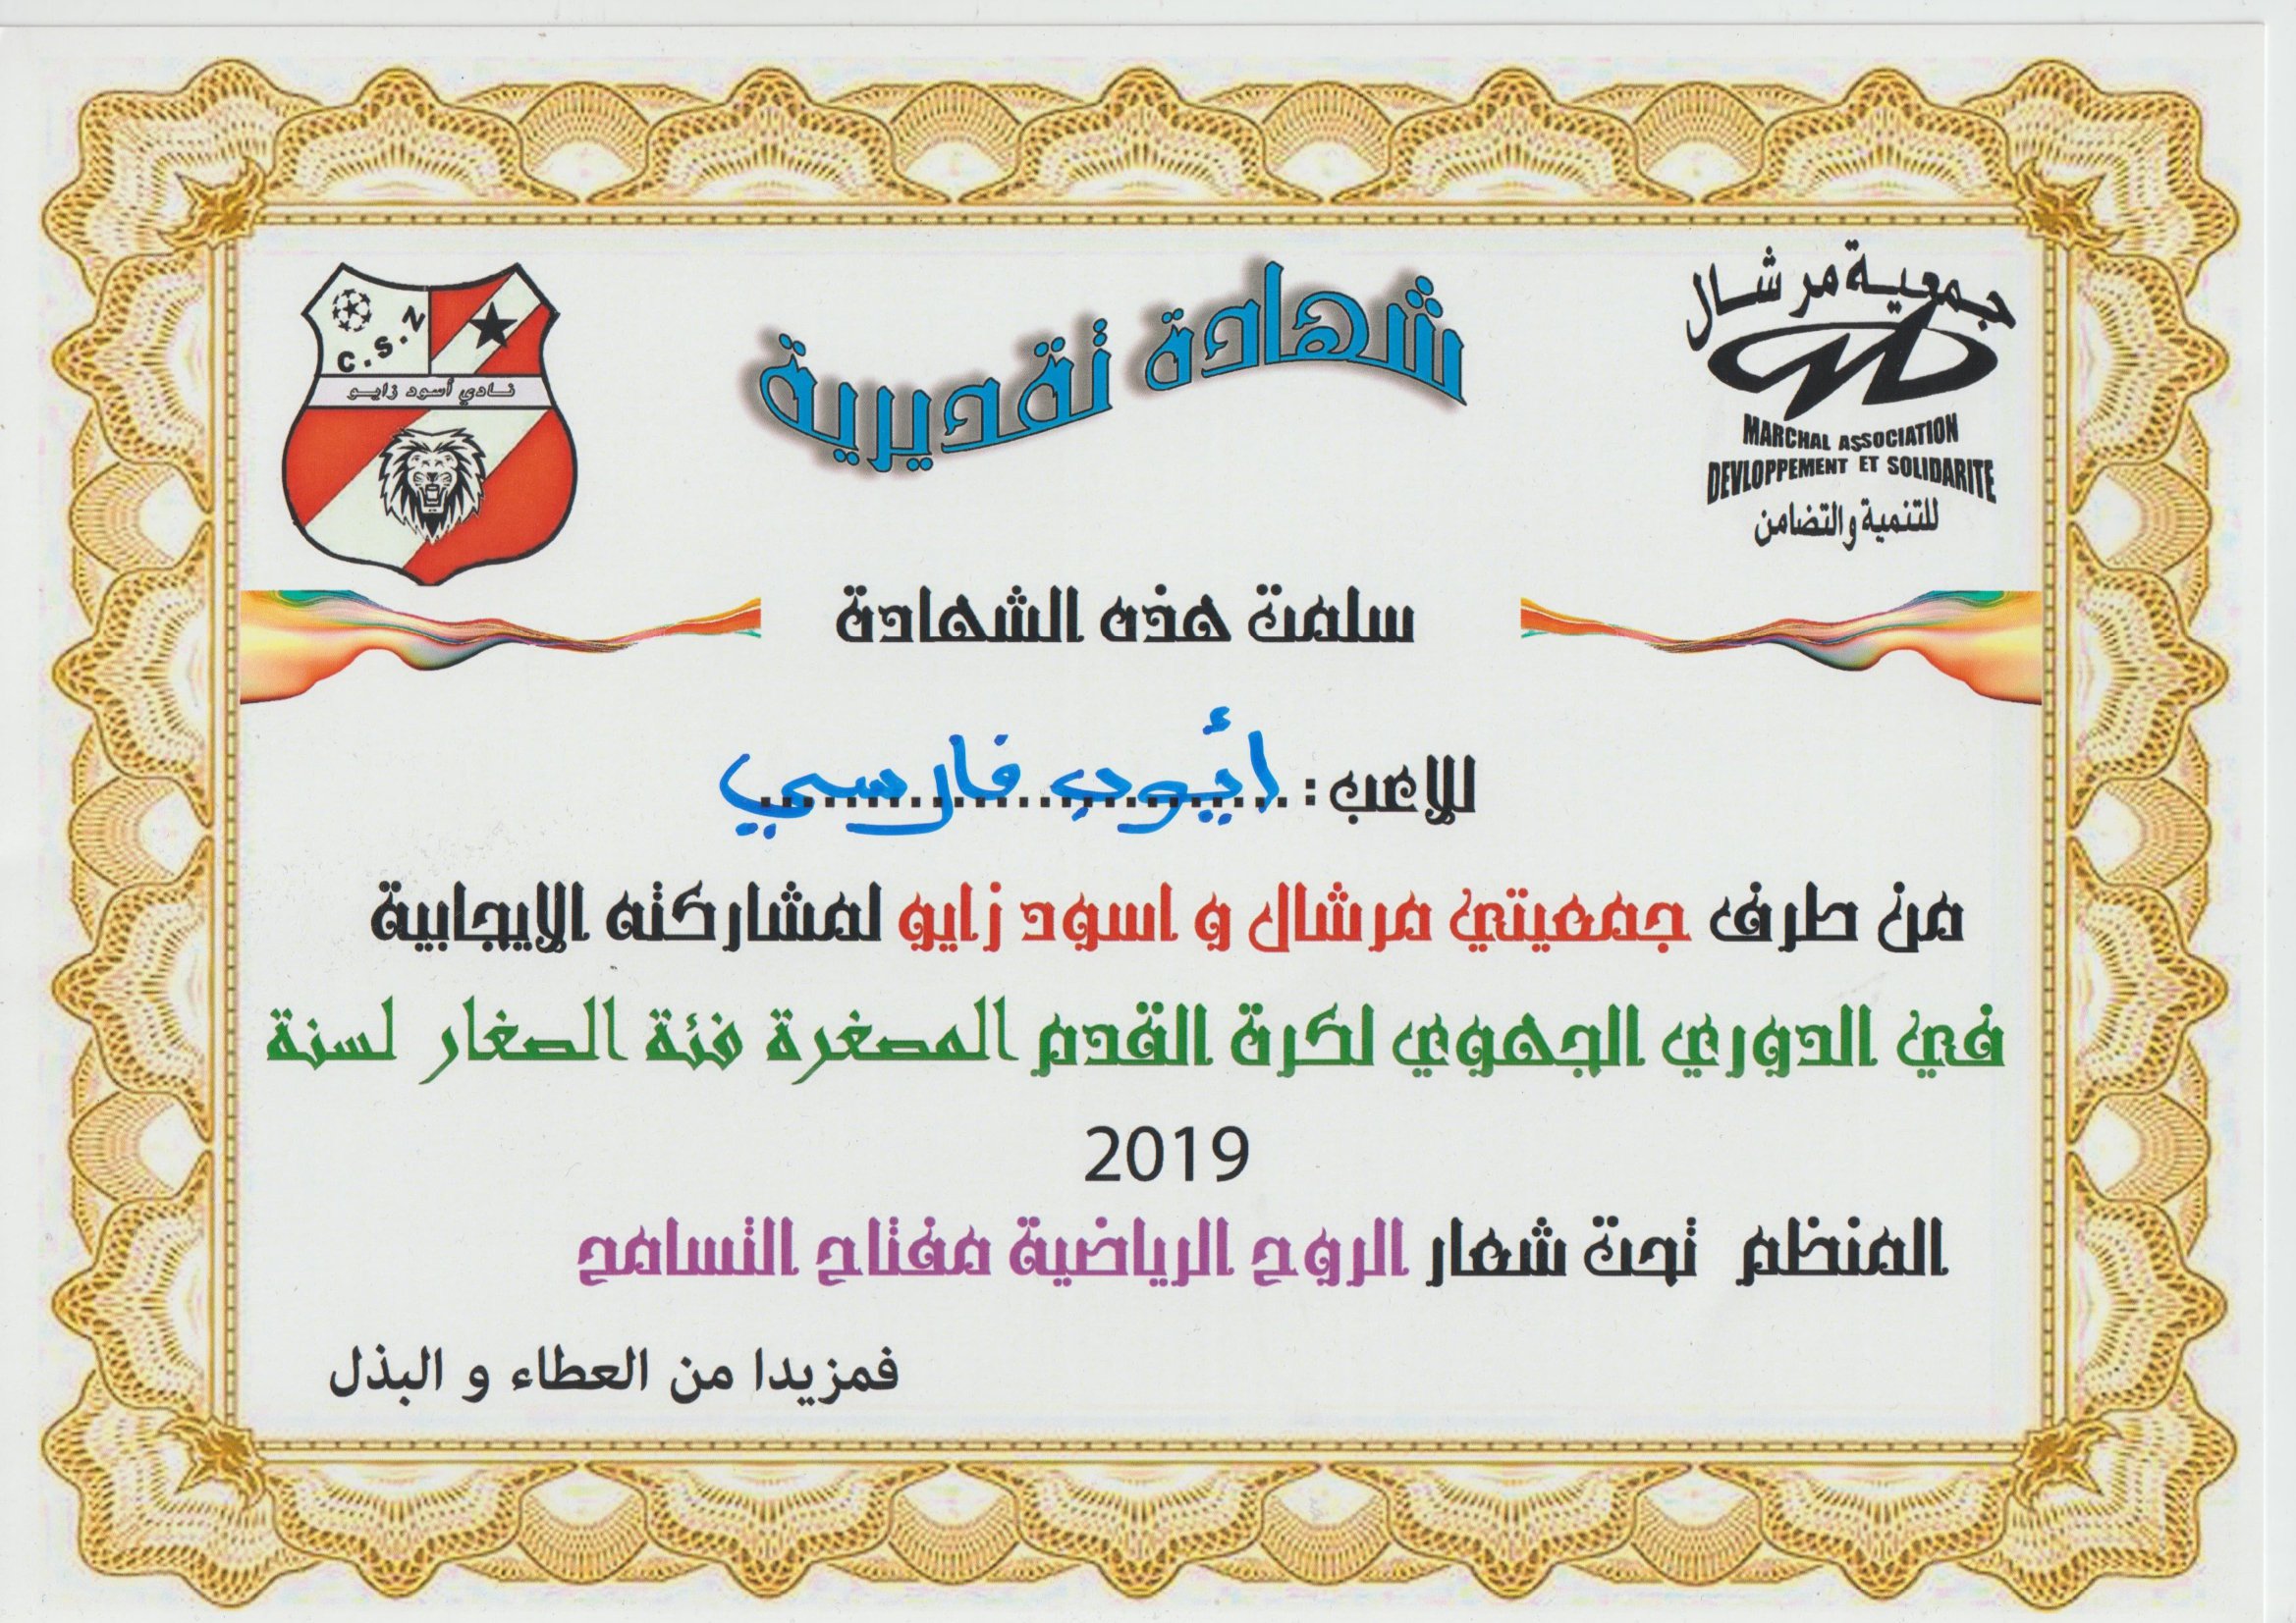 جمعية مرشال
MARCHAL ASSOCIATION
DEVLOPPEMENT ET SOLIDARITE
للتنمية والتضامن
شهادة تقديرية
C.S.Z
نادي أسود زايو
سلمت هذه الشهادة
للاعب : أيوب فارسي
من طرف جمعيتي مرشال و اسود زايو لمشاركته الايجابية
في الدوري الجهوي لكرة القدم المصغرة فئة الصغار لسنة
2019
المنظم تحت شعار الروح الرياضية مفتاح التسامح
فمزيدا من العطاء و البذل